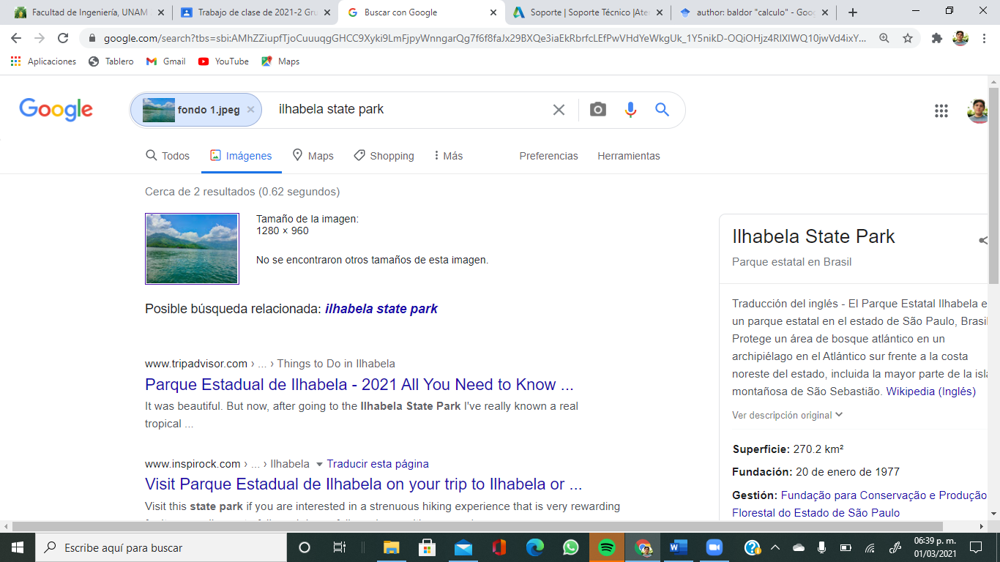 Facultad de Ingeniería, UNAM
Trabajo de clase de 2021-2 Gru
Buscar con Google
Soporte | Soporte Técnico |Ate
author: baldor "calculo" - Goo
google.com/search?tbs=sbi:AMhZZiupfTjoCuuuqgGHCC9Xyki9LmFjpyWnngarQg7f6f8faJx29BXQe3iaEkRbrfcLEfPwVHdYeWkgUk_1Y5nikD-OQiOHjz4RlXlWQ10jwVd4ixY...
Aplicaciones Tablero Gmail YouTube Maps
Google
fondo 1.jpeg ilhabela state park
Todos Imágenes Maps Shopping Más Preferencias Herramientas
Cerca de 2 resultados (0.62 segundos)
Tamaño de la imagen:
1280 × 960
No se encontraron otros tamaños de esta imagen.
Posible búsqueda relacionada: ilhabela state park
www.tripadvisor.com › ... › Things to Do in Ilhabela
Parque Estadual de Ilhabela - 2021 All You Need to Know ...
It was beautiful. But now, after going to the Ilhabela State Park I've really known a real
tropical ...
www.inspirock.com › ... › Ilhabela Traducir esta página
Visit Parque Estadual de Ilhabela on your trip to Ilhabela or ...
Visit this state park if you are interested in a strenuous hiking experience that is very rewarding
Ilhabela State Park
Parque estatal en Brasil
Traducción del inglés - El Parque Estatal Ilhabela e
un parque estatal en el estado de São Paulo, Brasil
Protege un área de bosque atlántico en un
archipiélago en el Atlántico sur frente a la costa
noreste del estado, incluida la mayor parte de la isla
montañosa de São Sebastião. Wikipedia (Inglés)
Ver descripción original
Superficie: 270.2 km²
Fundación: 20 de enero de 1977
Gestión: Fundação para Conservação e Produção
Florestal do Estado de São Paulo
Escribe aquí para buscar
06:39 p. m.
01/03/2021